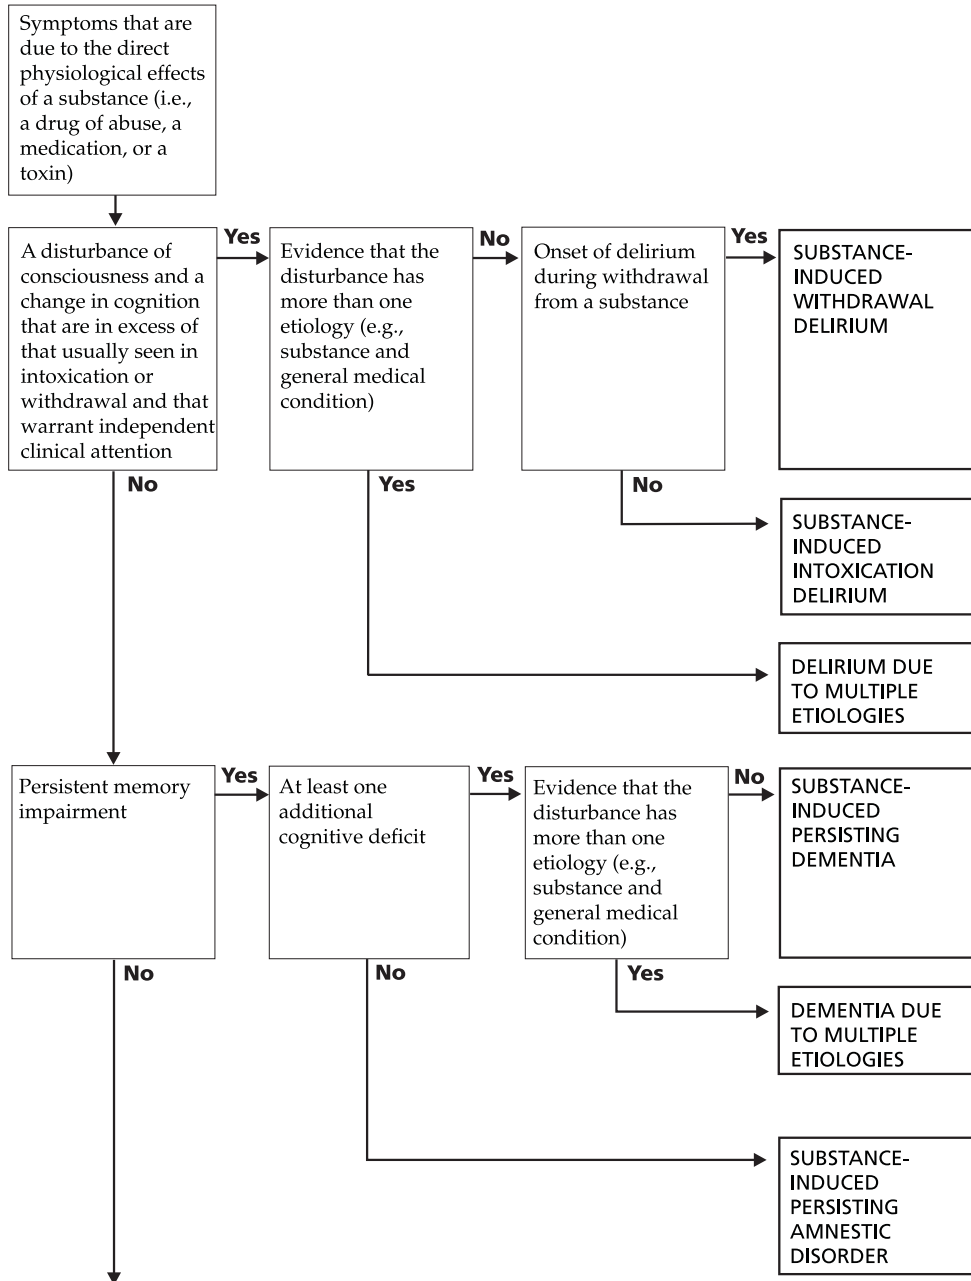 Symptoms that are
due to the direct
physiological effects
of a substance (i.e.,
a drug of abuse, a
medication, or a
toxin)
A disturbance of
consciousness and a
change in cognition
that are in excess of
that usually seen in
intoxication or
withdrawal and that
warrant independent
clinical attention
Yes
Evidence that the
disturbance has
more than one
etiology (e.g.,
substance and
general medical
condition)
No
Onset of delirium
during withdrawal
from a substance
Yes
SUBSTANCE-
INDUCED
WITHDRAWAL
DELIRIUM
No
Yes
No
SUBSTANCE-
INDUCED
INTOXICATION
DELIRIUM
DELIRIUM DUE
TO MULTIPLE
ETIOLOGIES
Persistent memory
impairment
Yes
At least one
additional
cognitive deficit
Yes
Evidence that the
disturbance has
more than one
etiology (e.g.,
substance and
general medical
condition)
No
SUBSTANCE-
INDUCED
PERSISTING
DEMENTIA
No
No
Yes
DEMENTIA DUE
TO MULTIPLE
ETIOLOGIES
SUBSTANCE-
INDUCED
PERSISTING
AMNESTIC
DISORDER